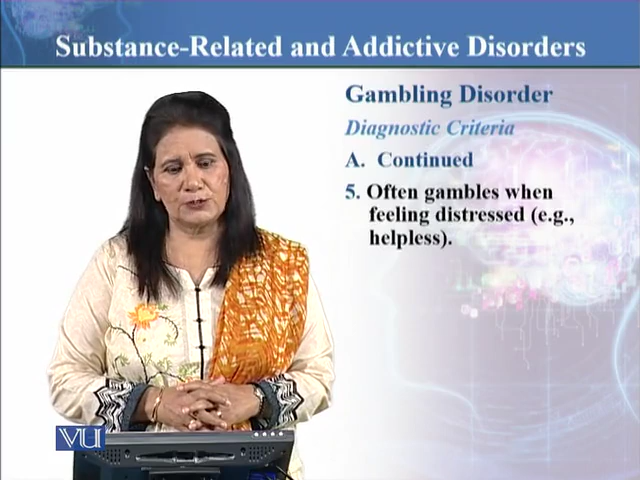 Substance-Related and Addictive Disorders
Gambling Disorder
Diagnostic Criteria
A. Continued
5. Often gambles when
feeling distressed (e.g.,
helpless).
VU